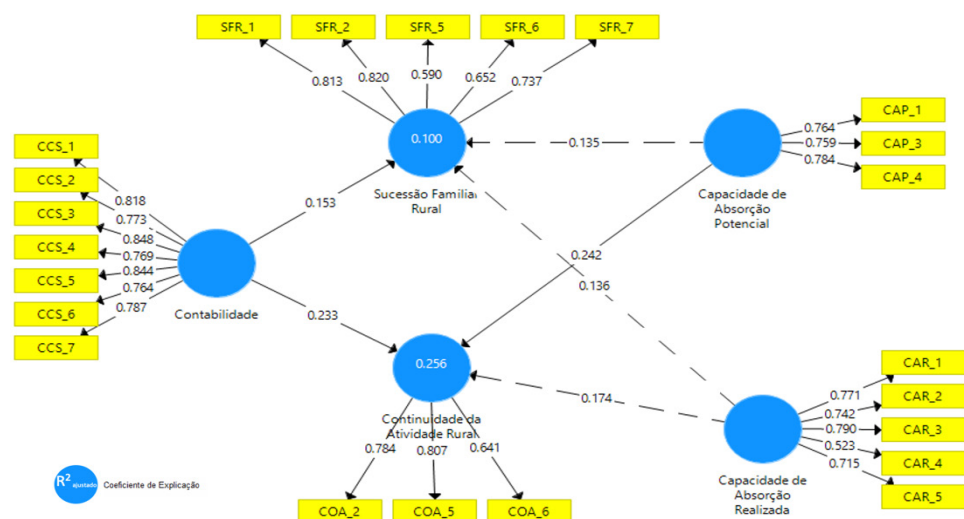 SFR_1
SFR_2
SFR_5
SFR_6
SFR_7
0.813
0.820
0.590
0.652
0.737
0.100
Sucessão Familiar
Rural
CCS_1
CCS_2
CCS_3
CCS_4
CCS_5
CCS_6
CCS_7
0.818
0.773
0.848
0.769
0.844
0.764
0.787
Contabilidade
0.153
0.233
0.135
0.242
0.136
0.174
Capacidade de
Absorção
Potencial
0.764
0.759
0.784
CAP_1
CAP_3
CAP_4
0.256
Continuidade da
Atividade Rural
0.784
0.807
0.641
COA_2
COA_5
COA_6
Capacidade de
Absorção
Realizada
0.771
0.742
0.790
0.523
0.715
CAR_1
CAR_2
CAR_3
CAR_4
CAR_5
R² ajustado
Coeficiente de Explicação